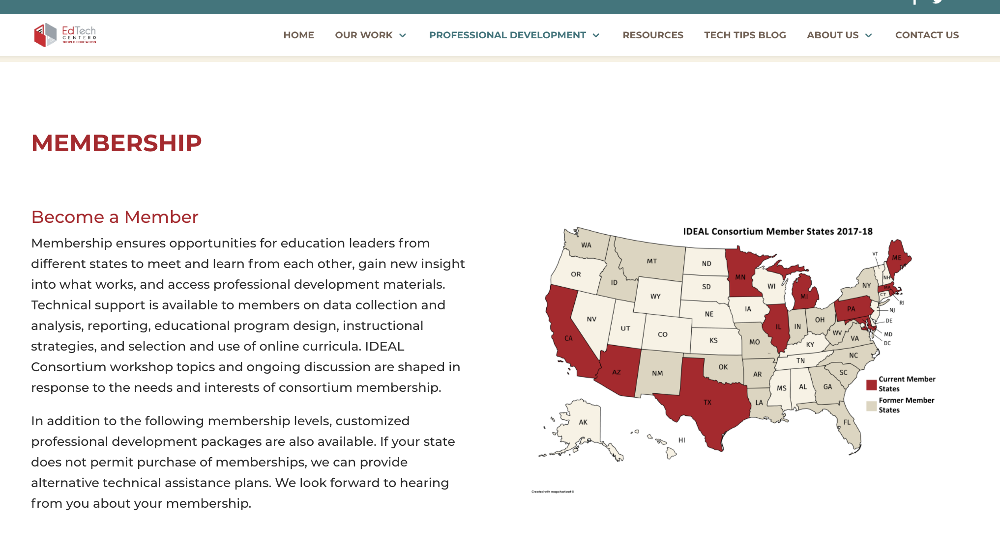 EdTech
CENTER@
WORLD EDUCATION
HOME
OUR WORK
PROFESSIONAL DEVELOPMENT
RESOURCES
TECH TIPS BLOG
ABOUT US
CONTACT US
MEMBERSHIP
Become a Member
Membership ensures opportunities for education leaders from
different states to meet and learn from each other, gain new insight
into what works, and access professional development materials.
Technical support is available to members on data collection and
analysis, reporting, educational program design, instructional
strategies, and selection and use of online curricula. IDEAL
Consortium workshop topics and ongoing discussion are shaped in
response to the needs and interests of consortium membership.
In addition to the following membership levels, customized
professional development packages are also available. If your state
does not permit purchase of memberships, we can provide
alternative technical assistance plans. We look forward to hearing
from you about your membership.
IDEAL Consortium Member States 2017-18
WA
MT
ND
MN
VT
ME
OR
ID
SD
WI
NY
NH
MA
WY
MI
CT
RI
NV
NE
IA
PA
NJ
UT
CO
IL
IN
OH
DE
CA
KS
MO
WV
VA
MD
KY
DC
AZ
NM
OK
TN
NC
AR
SC
TX
MS
AL
GA
LA
AK
HI
FL
Current Member
States
Former Member
States
Created with mapchart.net ©